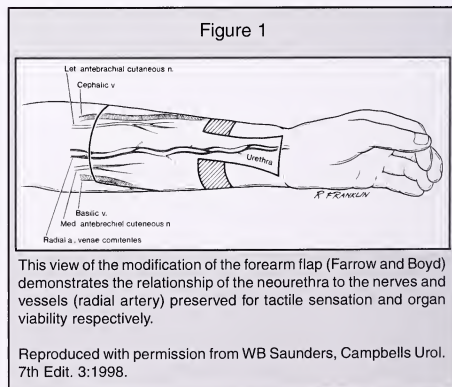 Figure 1
Let antebrachial cutaneous n.
Cephalic v
Urethra
R FRANKLIN
Basilic v.
Med antebrechiel cuteneous n
Radial a, venae comitentes
This view of the modification of the forearm flap (Farrow and Boyd)
demonstrates the relationship of the neourethra to the nerves and
vessels (radial artery) preserved for tactile sensation and organ
viability respectively.
Reproduced with permission from WB Saunders, Campbells Urol.
7th Edit. 3:1998.